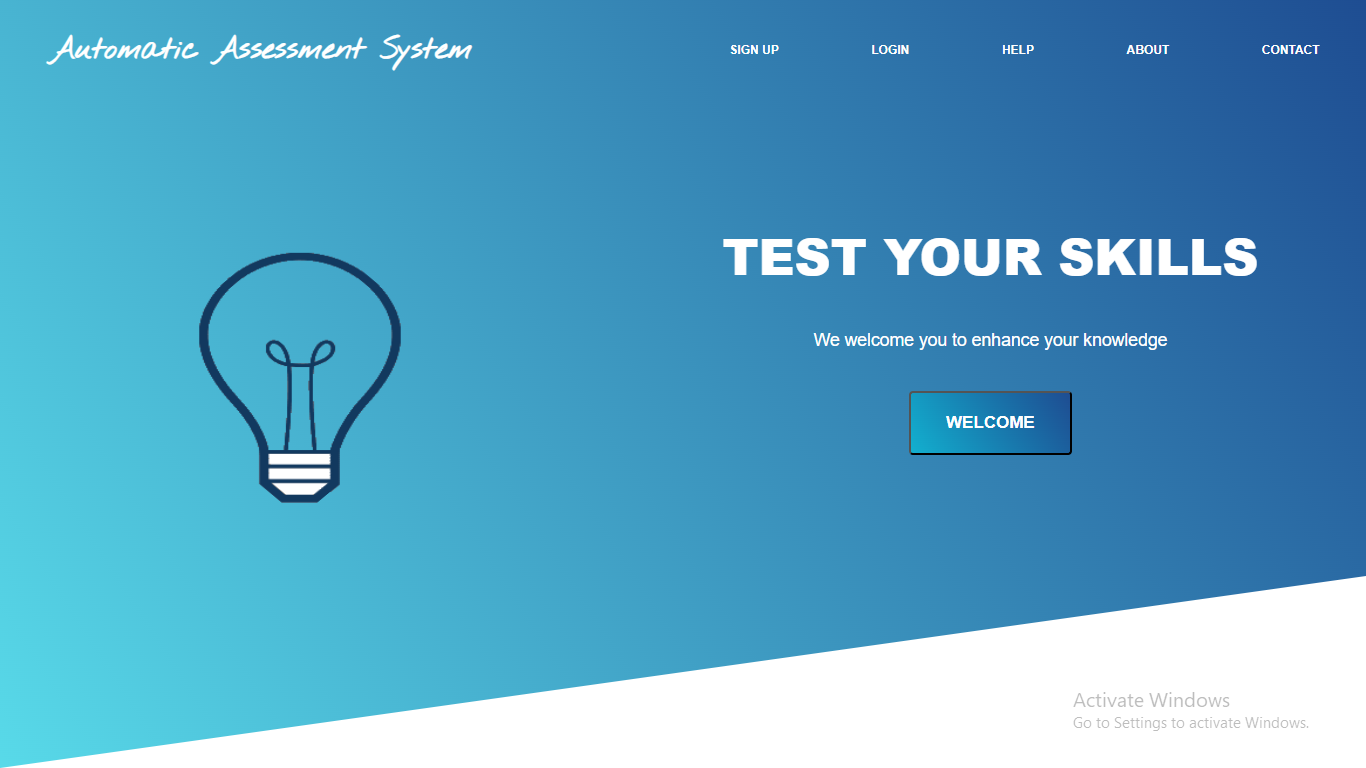 Automatic Assessment System
SIGN UP LOGIN HELP ABOUT CONTACT
TEST YOUR SKILLS
We welcome you to enhance your knowledge
WELCOME
Activate Windows
Go to Settings to activate Windows.